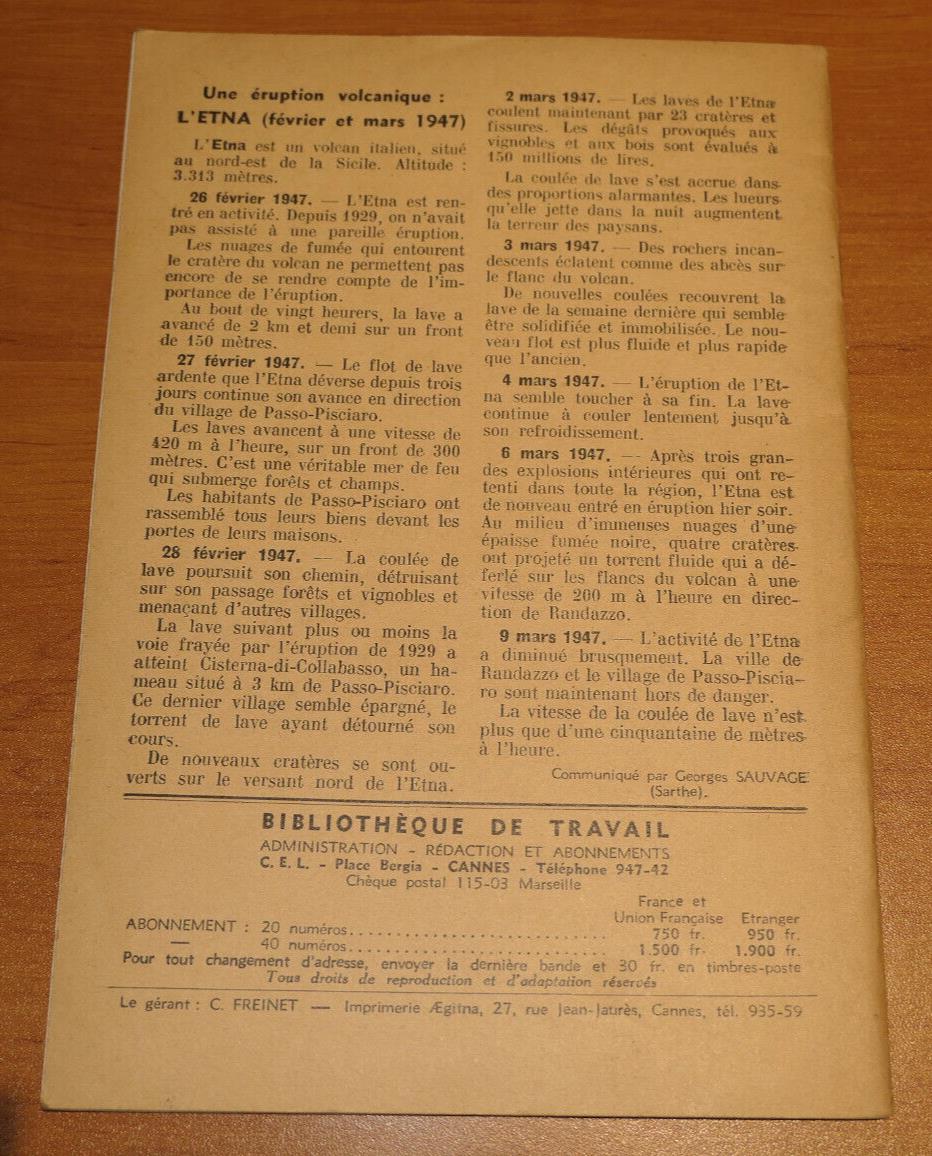 Une éruption volcanique :
L'ETNA (février et mars 1947)
L'Etna est un volcan italien, situé
au nord-est de la Sicile. Altitude :
3.313 mètres.
26 février 1947. — L'Etna est ren-
tré en activité. Depuis 1929, on n'avait
pas assisté à une pareille éruption.
Les nuages de fumée qui entourent
le cratère du volcan ne permettent pas
encore de se rendre compte de l'im-
portance de l'éruption.
Au bout de vingt heurers, la lave a
avancé de 2 km et demi sur un front
de 150 mètres.
27 février 1947. — Le flot de lave
ardente que l'Etna déverse depuis trois
jours continue son avance en direction
du village de Passo-Pisciaro.
Les laves avancent à une vitesse de
420 m à l'heure, sur un front de 300
mètres. C'est une véritable mer de feu
qui submerge forêts et champs.
Les habitants de Passo-Pisciaro ont
rassemblé tous leurs biens devant les
portes de leurs maisons.
28 février 1947. — La coulée de
lave poursuit son chemin, détruisant
sur son passage forêts et vignobles et
menaçant d'autres villages.
La lave suivant plus ou moins la
voie frayée par l'éruption de 1929 a
atteint Cisterna-di-Collabasso, un ha-
meau situé à 3 km de Passo-Pisciaro.
Ce dernier village semble épargné, le
torrent de lave ayant détourné son
cours.
De nouveaux cratères se sont ou-
verts sur le versant nord de l'Etna.
2 mars 1947. — Les laves de l'Etna
coulent maintenant par 23 cratères et
fissures. Les dégâts provoqués aux
vignobles et aux bois sont évalués à
150 millions de lires.
La coulée de lave s'est accrue dans
des proportions alarmantes. Les lueurs
qu'elle jette dans la nuit augmentent
la terreur des paysans.
3 mars 1947. — Des rochers incan-
descents éclatent comme des abcès sur
le flanc du volcan.
De nouvelles coulées recouvrent la
lave de la semaine dernière qui semble
être solidifiée et immobilisée. Le nou-
veau flot est plus fluide et plus rapide
que l'ancien.
4 mars 1947. — L'éruption de l'Et-
na semble toucher à sa fin. La lave
continue à couler lentement jusqu'à
son refroidissement.
6 mars 1947. — Après trois gran-
des explosions intérieures qui ont re-
tenti dans toute la région, l'Etna est
de nouveau entré en éruption hier soir.
Au milieu d'immenses nuages d'une
épaisse fumée noire, quatre cratères
ont projeté un torrent fluide qui a dé-
ferlé sur les flancs du volcan à une
vitesse de 200 m à l'heure en direc-
tion de Randazzo.
9 mars 1947. — L'activité de l'Etna
a diminué brusquement. La ville de
Randazzo et le village de Passo-Piscia-
ro sont maintenant hors de danger.
La vitesse de la coulée de lave n'est
plus que d'une cinquantaine de mètres
à l'heure.
Communiqué par Georges SAUVAGE
(Sarthe).
BIBLIOTHÈQUE DE TRAVAIL
ADMINISTRATION - RÉDACTION ET ABONNEMENTS
C. E. L. - Place Bergia - CANNES - Téléphone 947-42
Chèque postal 115-03 Marseille
France et
Union Française Etranger
ABONNEMENT : 20 numéros............................ 750 fr. 950 fr.
— 40 numéros............................ 1.500 fr. 1.900 fr.
Pour tout changement d'adresse, envoyer la dernière bande et 30 fr. en timbres-poste
Tous droits de reproduction et d'adaptation réservés
Le gérant : C. FREINET — Imprimerie Ægitna, 27, rue Jean-Jaurès, Cannes, tél. 935-59